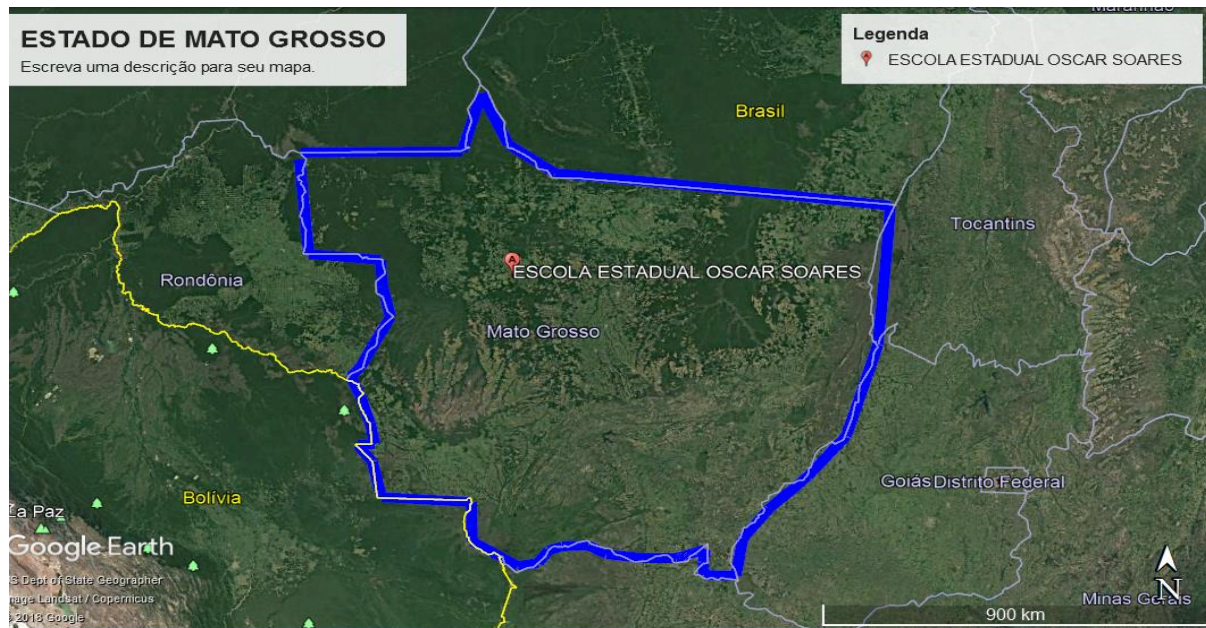 Maranhão
ESTADO DE MATO GROSSO
Escreva uma descrição para seu mapa.
Legenda
A ESCOLA ESTADUAL OSCAR SOARES
Brasil
Tocantins
A
ESCOLA ESTADUAL OSCAR SOARES
Rondônia
Mato Grosso
Goiás
Distrito Federal
Bolívia
La Paz
Google Earth
S Dept of State Geographer
mage Landsat / Copernicus
2018 Google
N
Minas Gerais
900 km